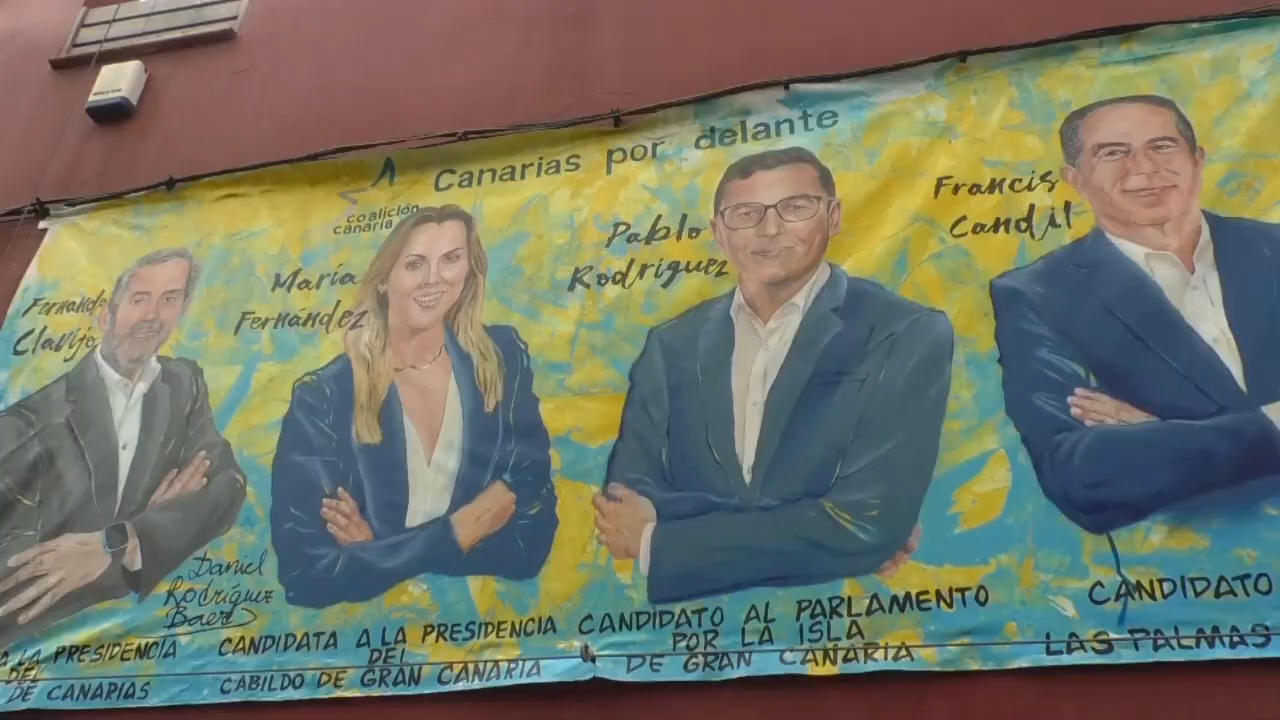 Canarias por delante
coalición
canaria
Fernando
Clavijo
María
Fernández
Pablo
Rodríguez
Francis
Candil
Daniel
Rodríguez
Baez
A LA PRESIDENCIA
DEL
DE CANARIAS
CANDIDATA A LA PRESIDENCIA
DEL
CABILDO DE GRAN CANARIA
CANDIDATO AL PARLAMENTO
POR LA ISLA
DE GRAN CANARIA
CANDIDATO
LAS PALMAS